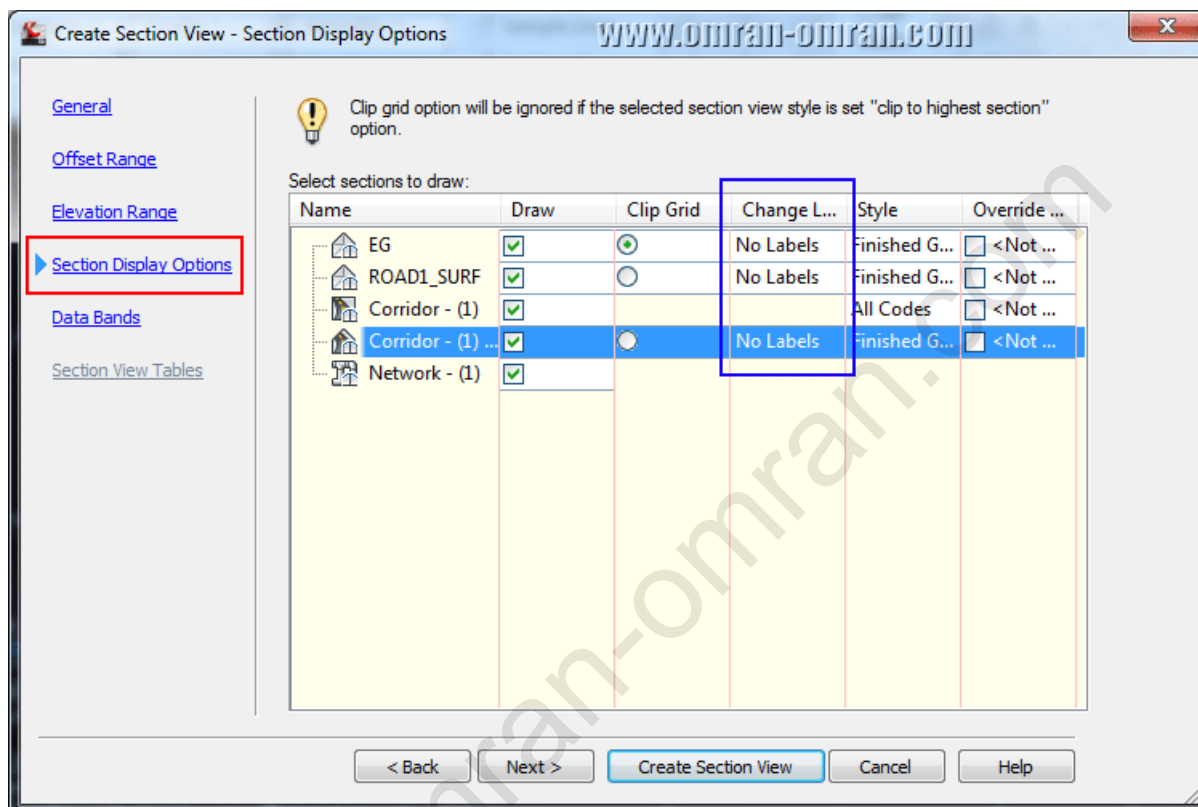 Create Section View - Section Display Options
www.omran-omran.com
General
Offset Range
Elevation Range
Section Display Options
Data Bands
Section View Tables
Clip grid option will be ignored if the selected section view style is set "clip to highest section"
option.
Select sections to draw:
Name Draw Clip Grid Change L... Style Override ...
EG No Labels Finished G... <Not ...
ROAD1_SURF No Labels Finished G... <Not ...
Corridor - (1) All Codes <Not ...
Corridor - (1) ... No Labels Finished G... <Not ...
Network - (1)
< Back Next > Create Section View Cancel Help
omran-omran.com